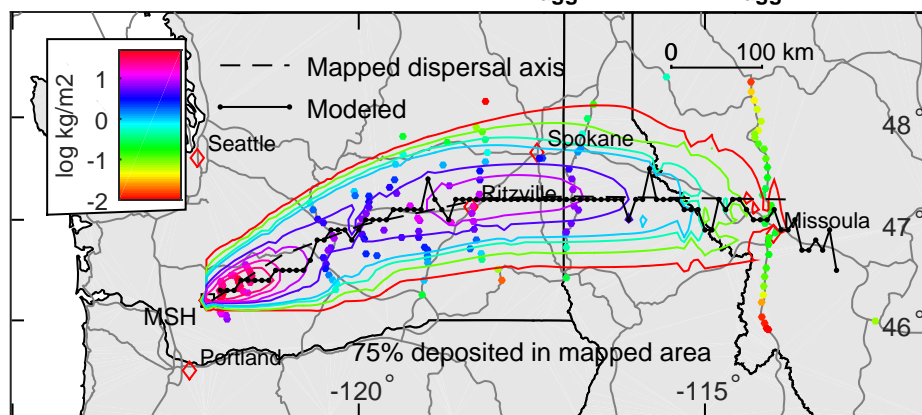 0 100 km
Mapped dispersal axis
Modeled
log kg/m2
1
0
-1
-2
48°
Seattle
Spokane
Ritzville
47°
Missoula
MSH
46°
Portland
75% deposited in mapped area
-120° -115°